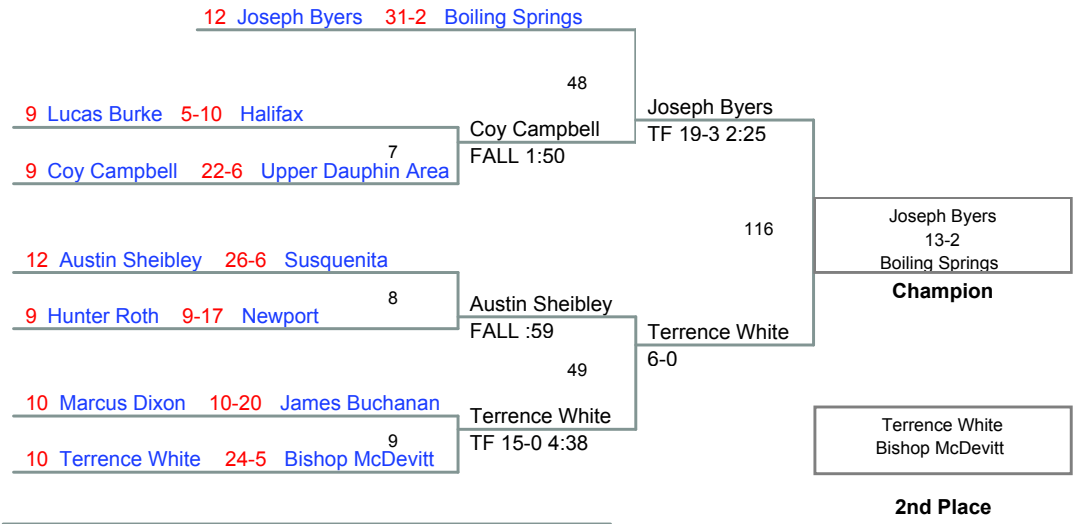 12 Joseph Byers 31-2 Boiling Springs
48
9 Lucas Burke 5-10 Halifax
Joseph Byers
TF 19-3 2:25
Coy Campbell
FALL 1:50
7
9 Coy Campbell 22-6 Upper Dauphin Area
116
Joseph Byers
13-2
Boiling Springs
Champion
12 Austin Sheibley 26-6 Susquenita
8
Austin Sheibley
FALL :59
9 Hunter Roth 9-17 Newport
Terrence White
6-0
49
10 Marcus Dixon 10-20 James Buchanan
Terrence White
TF 15-0 4:38
9
10 Terrence White 24-5 Bishop McDevitt
Terrence White
Bishop McDevitt
2nd Place